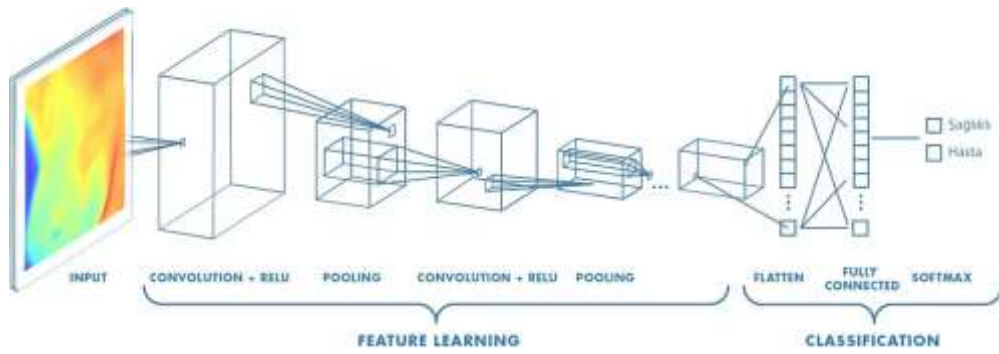 Sağlıklı
Hasta
INPUT
CONVOLUTION + RELU
POOLING
CONVOLUTION + RELU
POOLING
FLATTEN
FULLY
CONNECTED
SOFTMAX
FEATURE LEARNING
CLASSIFICATION